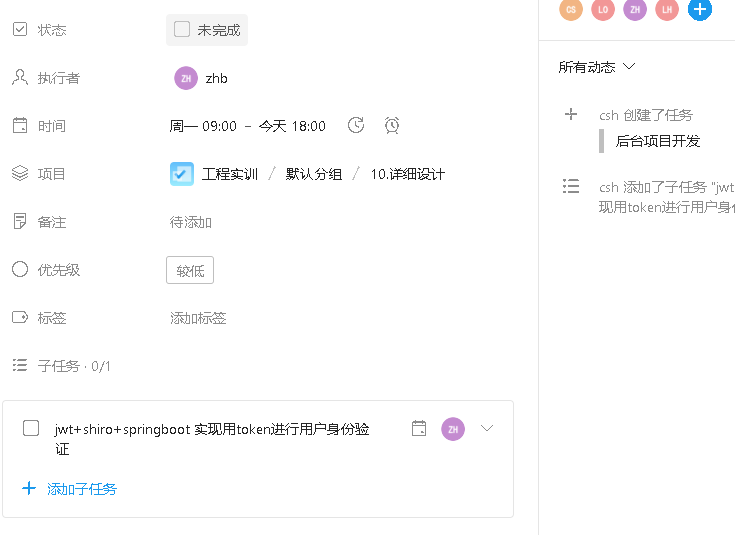 状态
未完成
执行者
ZH
zhb
时间
周一 09:00 - 今天 18:00
项目
工程实训 / 默认分组 / 10.详细设计
备注
待添加
优先级
较低
标签
添加标签
子任务 · 0/1
jwt+shiro+springboot 实现用token进行用户身份验
证
ZH
添加子任务
CS
LO
ZH
LH
所有动态
csh 创建了任务
后台项目开发
csh 添加了子任务 "jwt
现用token进行用户身份